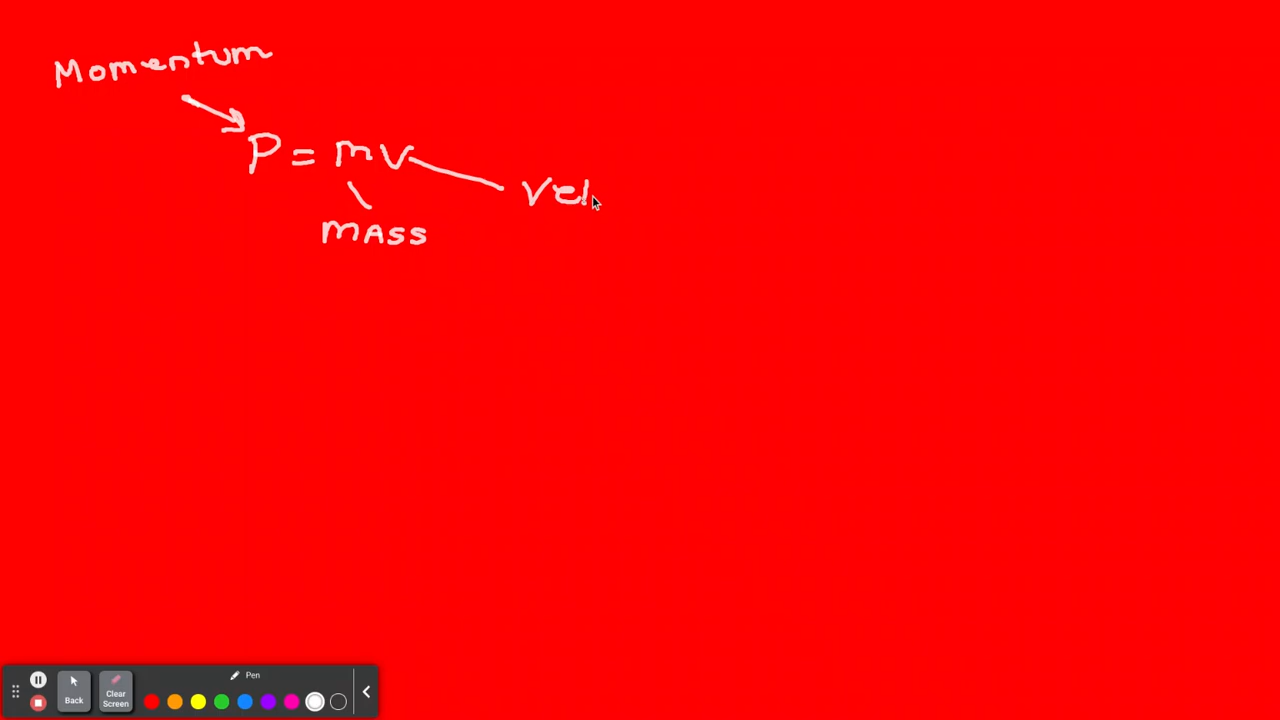 Momentum
P = mV
Vel
mASS
Pen
Back
Clear
Screen